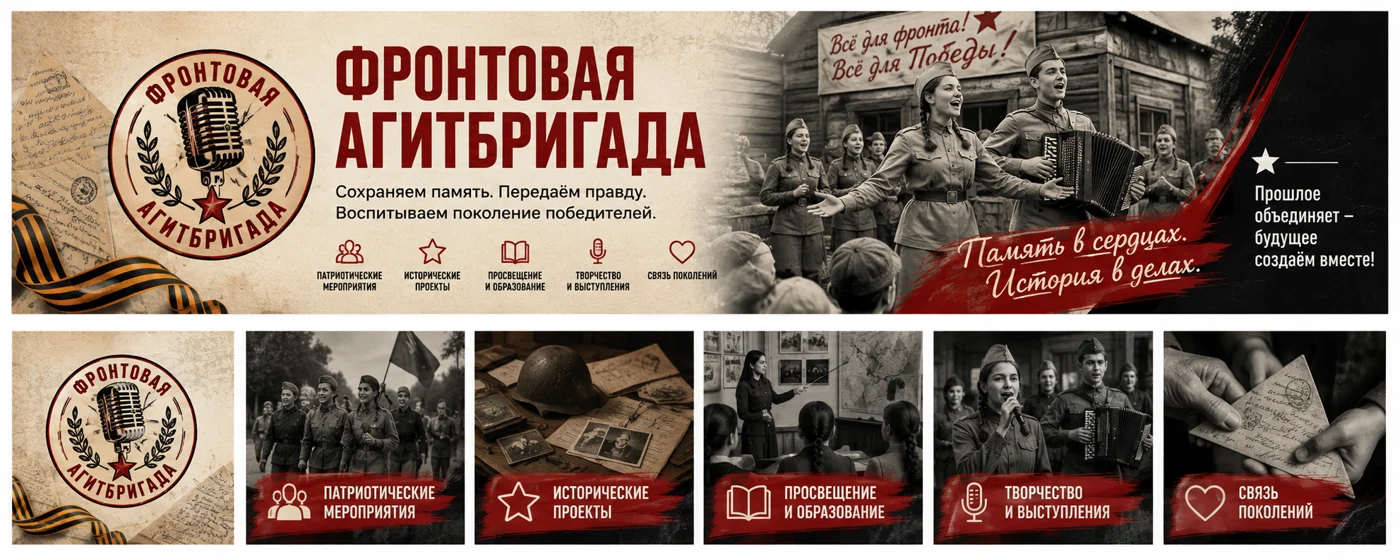 ФРОНТОВАЯ
АГИТБРИГАДА
ФРОНТОВАЯ
АГИТБРИГАДА
Сохраняем память. Передаём правду.
Воспитываем поколение победителей.
ПАТРИОТИЧЕСКИЕ
МЕРОПРИЯТИЯ
ИСТОРИЧЕСКИЕ
ПРОЕКТЫ
ПРОСВЕЩЕНИЕ
И ОБРАЗОВАНИЕ
ТВОРЧЕСТВО
И ВЫСТУПЛЕНИЯ
СВЯЗЬ ПОКОЛЕНИЙ
Всё для фронта!
Всё для Победы!
Память в сердцах.
История в делах.
Прошлое
объединяет –
будущее
создаём вместе!
ФРОНТОВАЯ
АГИТБРИГАДА
ПАТРИОТИЧЕСКИЕ
МЕРОПРИЯТИЯ
ИСТОРИЧЕСКИЕ
ПРОЕКТЫ
ПРОСВЕЩЕНИЕ
И ОБРАЗОВАНИЕ
ТВОРЧЕСТВО
И ВЫСТУПЛЕНИЯ
СВЯЗЬ
ПОКОЛЕНИЙ